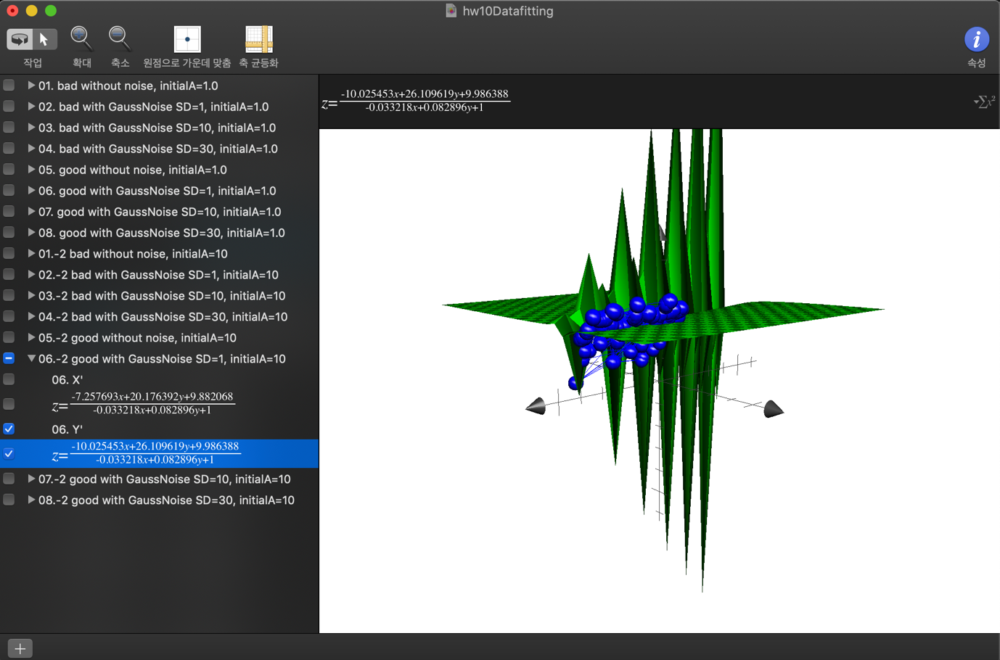 hw10Datafitting
작업
확대
축소
원점으로 가운데 맞춤
축 균등화
속성
01. bad without noise, initialA=1.0
02. bad with GaussNoise SD=1, initialA=1.0
03. bad with GaussNoise SD=10, initialA=1.0
04. bad with GaussNoise SD=30, initialA=1.0
05. good without noise, initialA=1.0
06. good with GaussNoise SD=1, initialA=1.0
07. good with GaussNoise SD=10, initialA=1.0
08. good with GaussNoise SD=30, initialA=1.0
01.-2 bad without noise, initialA=10
02.-2 bad with GaussNoise SD=1, initialA=10
03.-2 bad with GaussNoise SD=10, initialA=10
04.-2 bad with GaussNoise SD=30, initialA=10
05.-2 good without noise, initialA=10
06.-2 good with GaussNoise SD=1, initialA=10
06. X'
-7.257693x+20.176392y+9.882068
z=
-0.033218x+0.082896y+1
06. Y'
-10.025453x+26.109619y+9.986388
z=
-0.033218x+0.082896y+1
07.-2 good with GaussNoise SD=10, initialA=10
08.-2 good with GaussNoise SD=30, initialA=10
-10.025453x+26.109619y+9.986388
z=
-0.033218x+0.082896y+1
∑x²